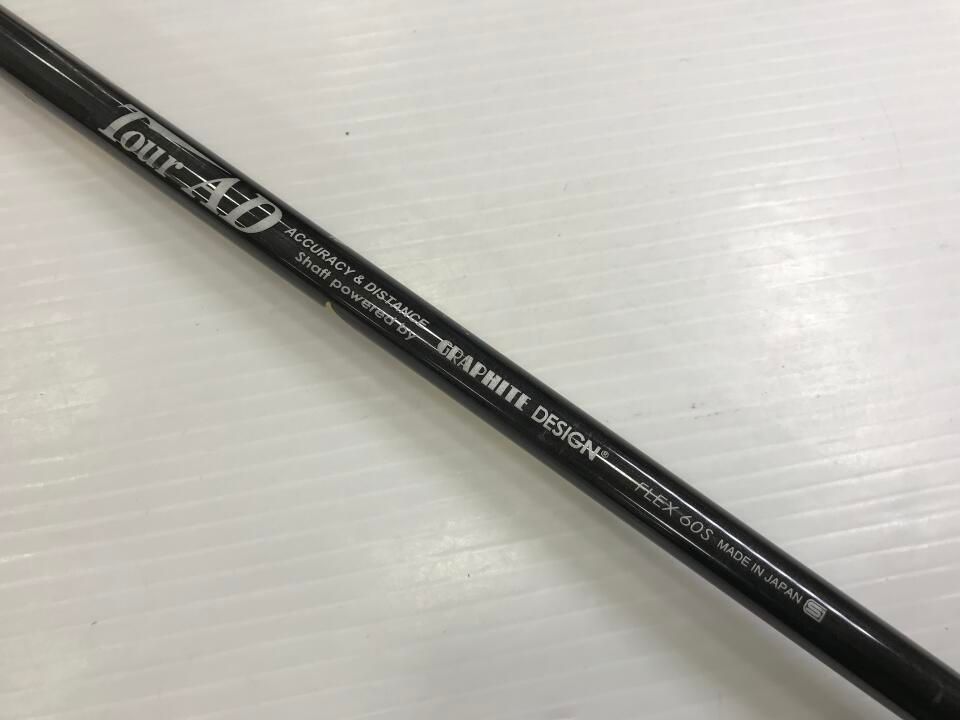 Tour AD
ACCURACY & DISTANCE
Shaft powered by
GRAPHITE DESIGN®
FLEX 60S
MADE IN JAPAN S